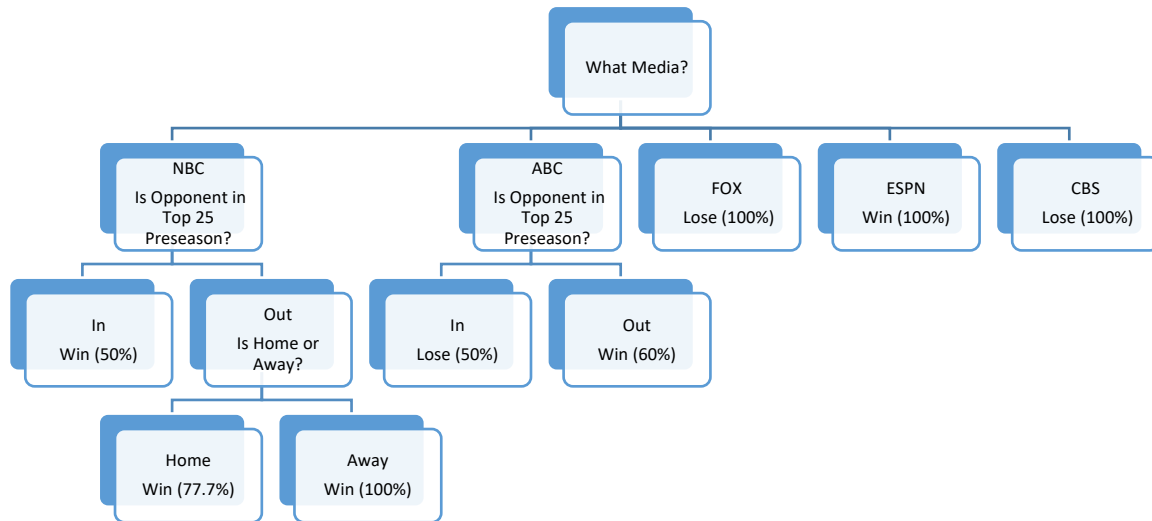 What Media?
NBC
Is Opponent in
Top 25
Preseason?
ABC
Is Opponent in
Top 25
Preseason?
FOX
Lose (100%)
ESPN
Win (100%)
CBS
Lose (100%)
In
Win (50%)
Out
Is Home or
Away?
In
Lose (50%)
Out
Win (60%)
Home
Win (77.7%)
Away
Win (100%)